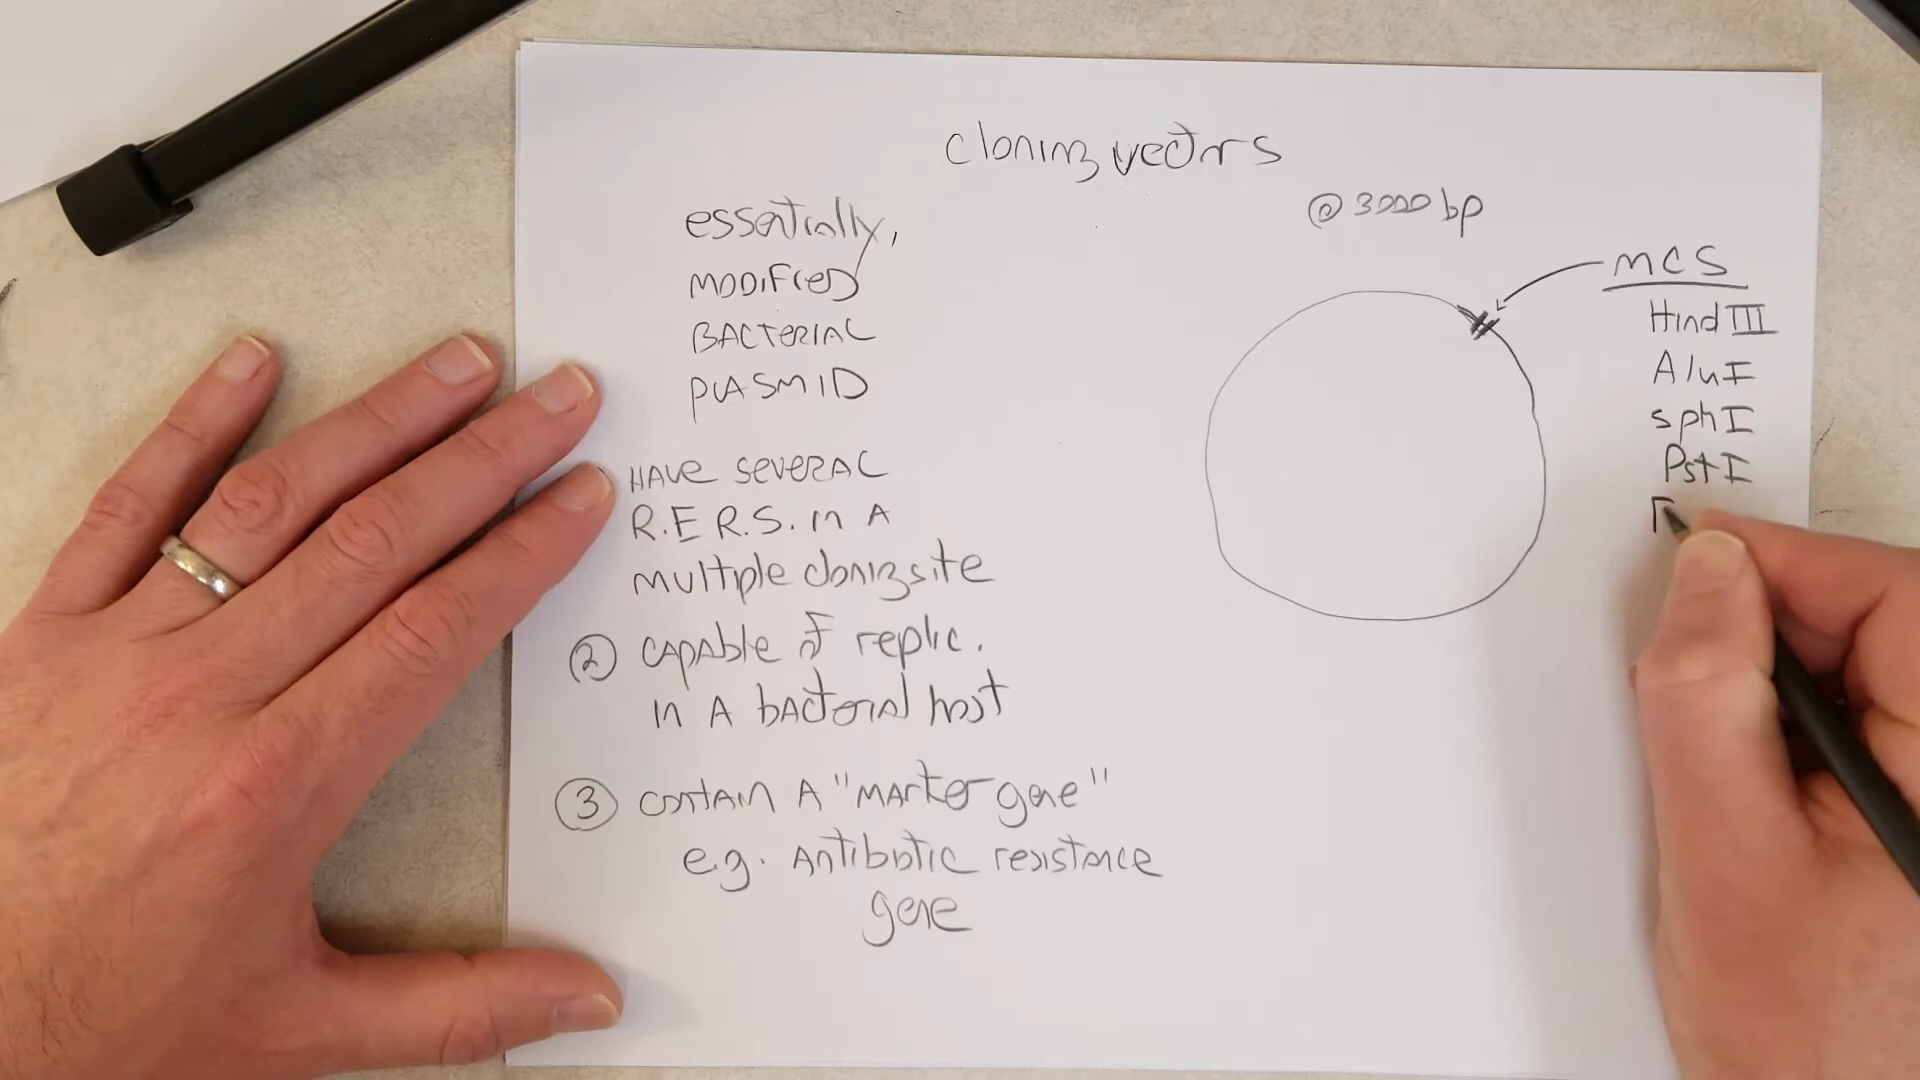 cloning vectors
essentially,
MODIFIED
BACTERIAL
PLASMID
HAVE SEVERAL
R.E R.S. in A
multiple cloning site
② capable of replic.
in A bacterial host
③ contain A "marker gene"
e.g. Antibiotic resistance
gene
@ 3000 bp
MCS
Hind III
Alu I
sph I
Pst I